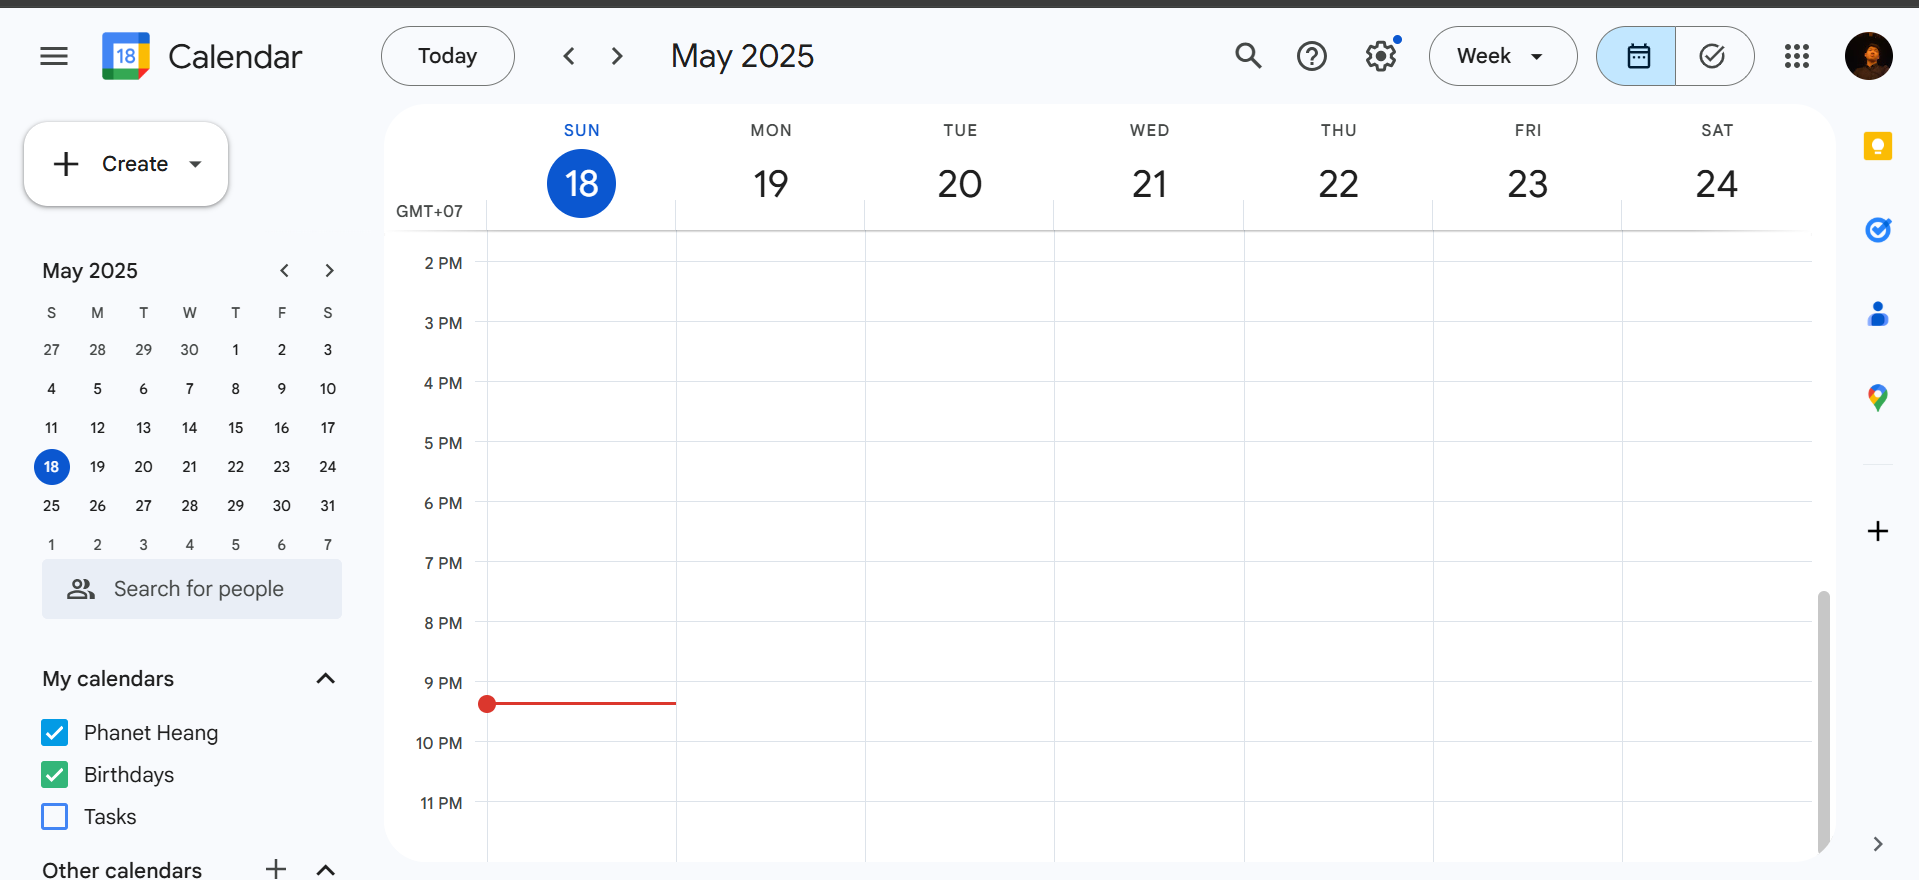 18 Calendar Today May 2025 Week
Create
May 2025
S M T W T F S
27 28 29 30 1 2 3
4 5 6 7 8 9 10
11 12 13 14 15 16 17
18 19 20 21 22 23 24
25 26 27 28 29 30 31
1 2 3 4 5 6 7
Search for people
My calendars
Phanet Heang
Birthdays
Tasks
Other calendars
SUN MON TUE WED THU FRI SAT
18 19 20 21 22 23 24
GMT+07
2 PM
3 PM
4 PM
5 PM
6 PM
7 PM
8 PM
9 PM
10 PM
11 PM